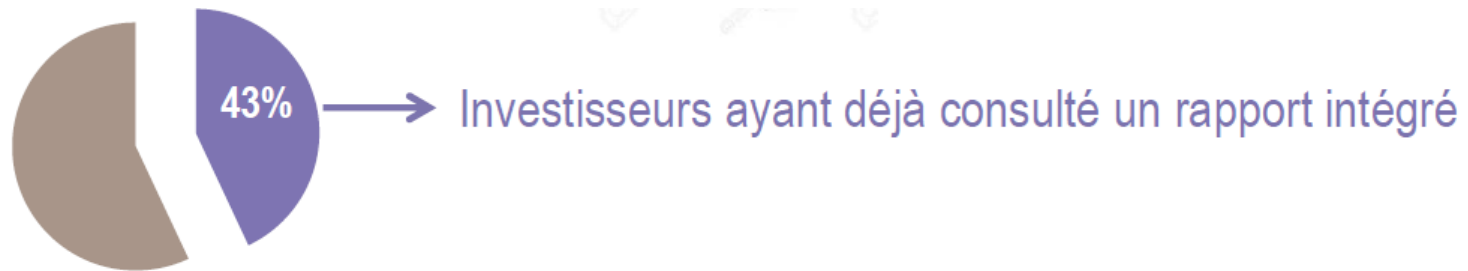 43%
Investisseurs ayant déjà consulté un rapport intégré